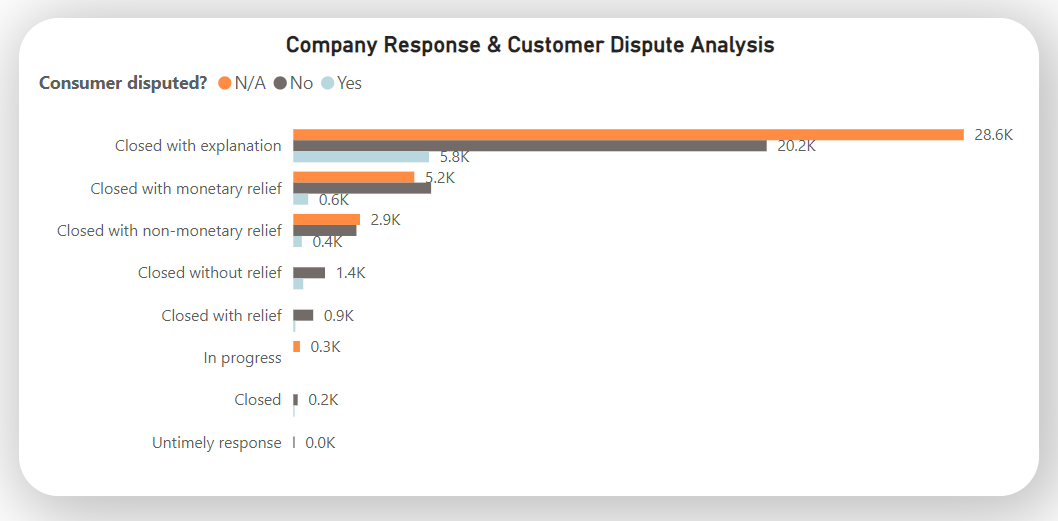 Company Response & Customer Dispute Analysis
Consumer disputed? N/A No Yes
Closed with explanation 28.6K
20.2K
5.8K
Closed with monetary relief 5.2K
0.6K
Closed with non-monetary relief 2.9K
0.4K
Closed without relief 1.4K
Closed with relief 0.9K
In progress 0.3K
Closed 0.2K
Untimely response 0.0K